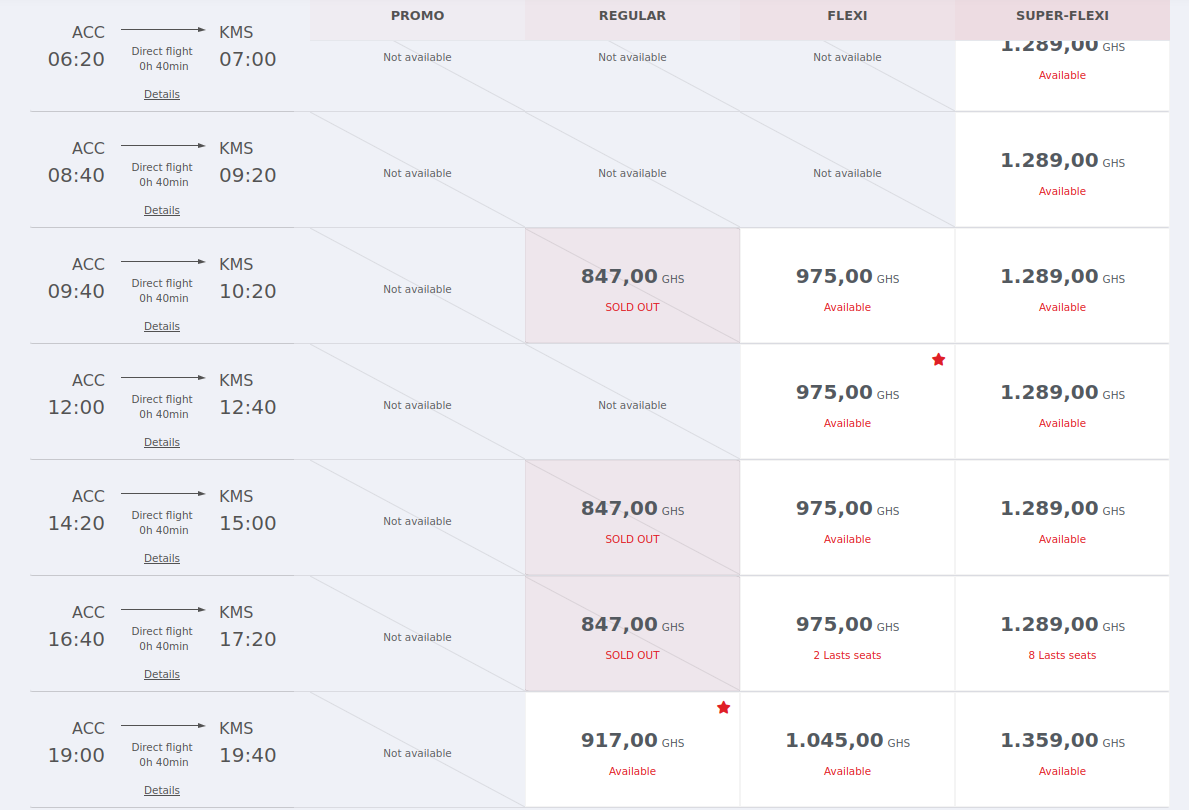 PROMO REGULAR FLEXI SUPER-FLEXI
ACC KMS
06:20 Direct flight 07:00
0h 40min
Details
Not available Not available Not available 1.289,00 GHS
Available
ACC KMS
08:40 Direct flight 09:20
0h 40min
Details
Not available Not available Not available 1.289,00 GHS
Available
ACC KMS
09:40 Direct flight 10:20
0h 40min
Details
Not available 847,00 GHS 975,00 GHS 1.289,00 GHS
SOLD OUT Available Available
ACC KMS
12:00 Direct flight 12:40
0h 40min
Details
Not available Not available 975,00 GHS 1.289,00 GHS
Available Available
ACC KMS
14:20 Direct flight 15:00
0h 40min
Details
Not available 847,00 GHS 975,00 GHS 1.289,00 GHS
SOLD OUT Available Available
ACC KMS
16:40 Direct flight 17:20
0h 40min
Details
Not available 847,00 GHS 975,00 GHS 1.289,00 GHS
SOLD OUT 2 Lasts seats 8 Lasts seats
ACC KMS
19:00 Direct flight 19:40
0h 40min
Details
Not available 917,00 GHS 1.045,00 GHS 1.359,00 GHS
Available Available Available